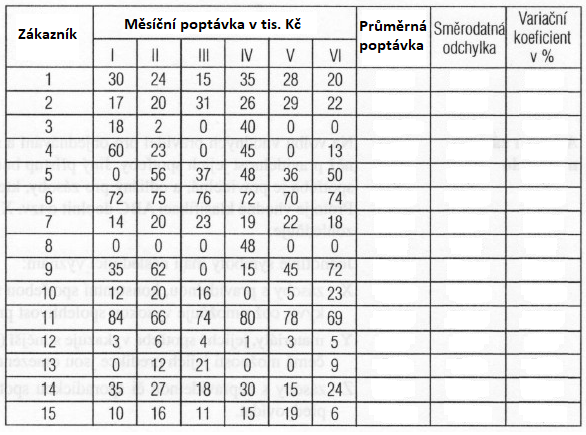 Zákazník Měsíční poptávka v tis. Kč Průměrná poptávka Směrodatná odchylka Variační koeficient v %
I II III IV V VI
1 30 24 15 35 28 20
2 17 20 31 26 29 22
3 18 2 0 40 0 0
4 60 23 5 45 17 13
5 0 56 37 48 36 50
6 72 75 76 72 70 74
7 14 20 23 19 22 18
8 0 0 0 48 0 0
9 35 62 0 15 45 72
10 12 20 16 0 5 23
11 84 66 74 80 78 69
12 3 0 4 1 0 5
13 0 12 21 0 0 9
14 35 27 18 30 15 24
15 10 16 11 15 19 6